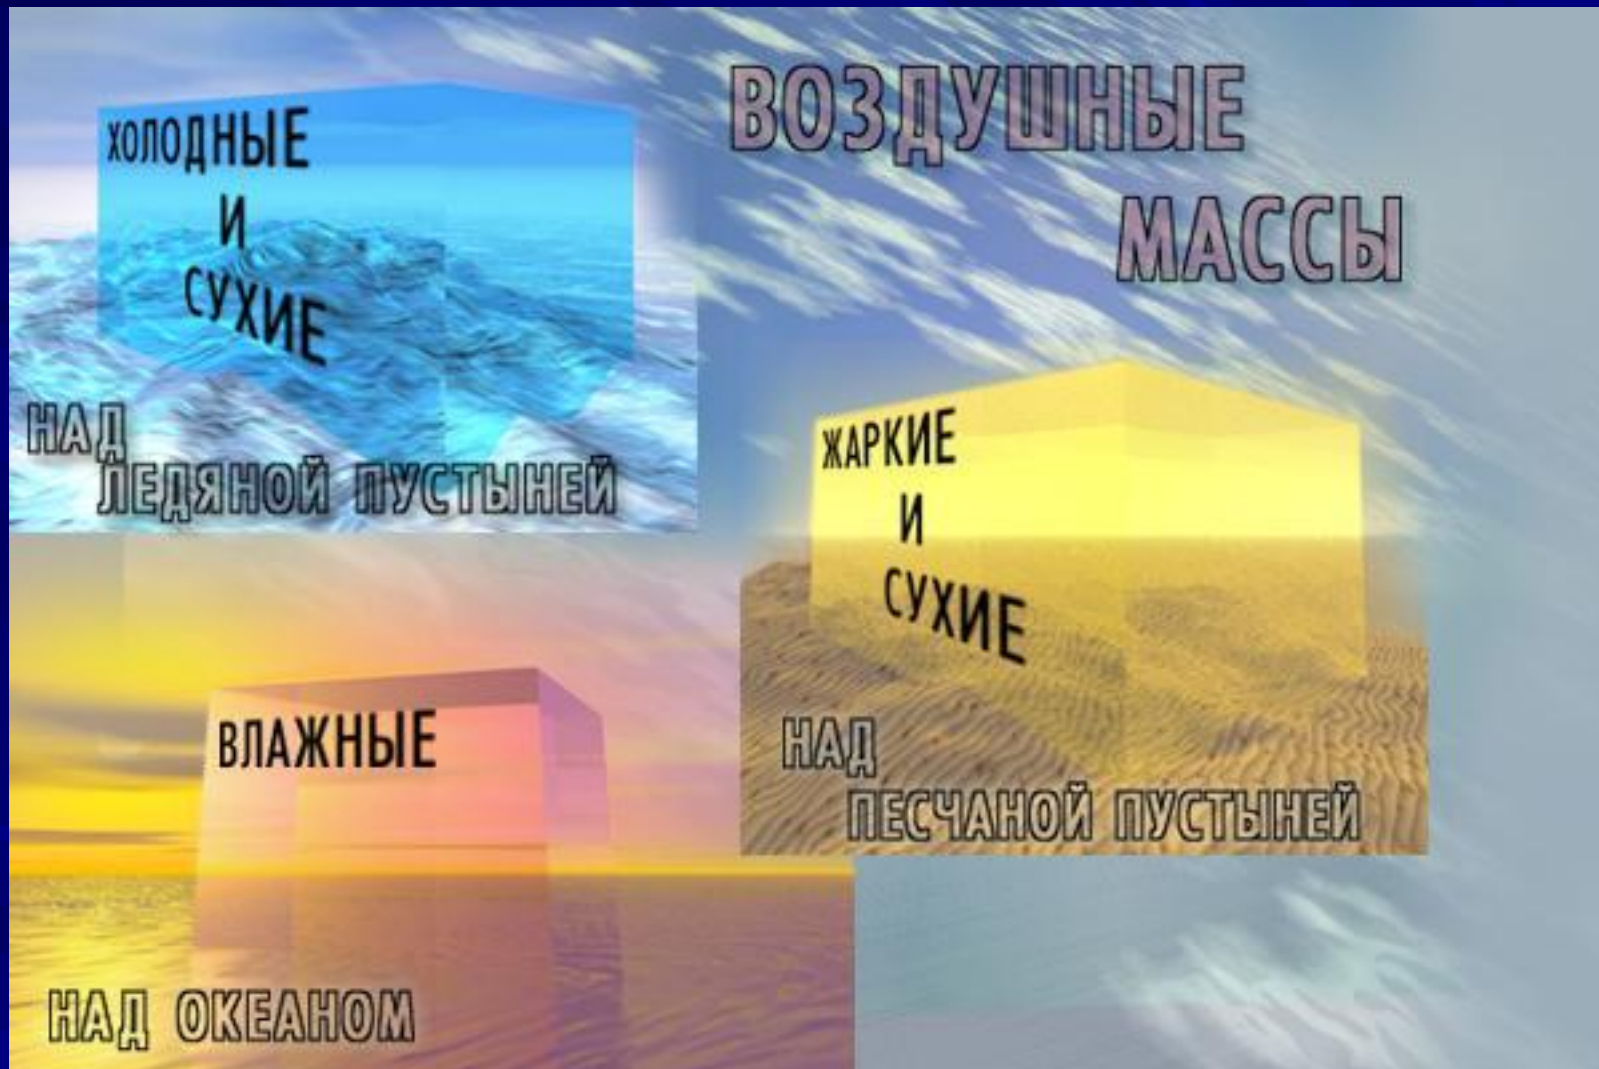 ВОЗДУШНЫЕ
МАССЫ
ХОЛОДНЫЕ
И
СУХИЕ
НАД
ЛЕДЯНОЙ ПУСТЫНЕЙ
ЖАРКИЕ
И
СУХИЕ
НАД
ПЕСЧАНОЙ ПУСТЫНЕЙ
ВЛАЖНЫЕ
НАД ОКЕАНОМ